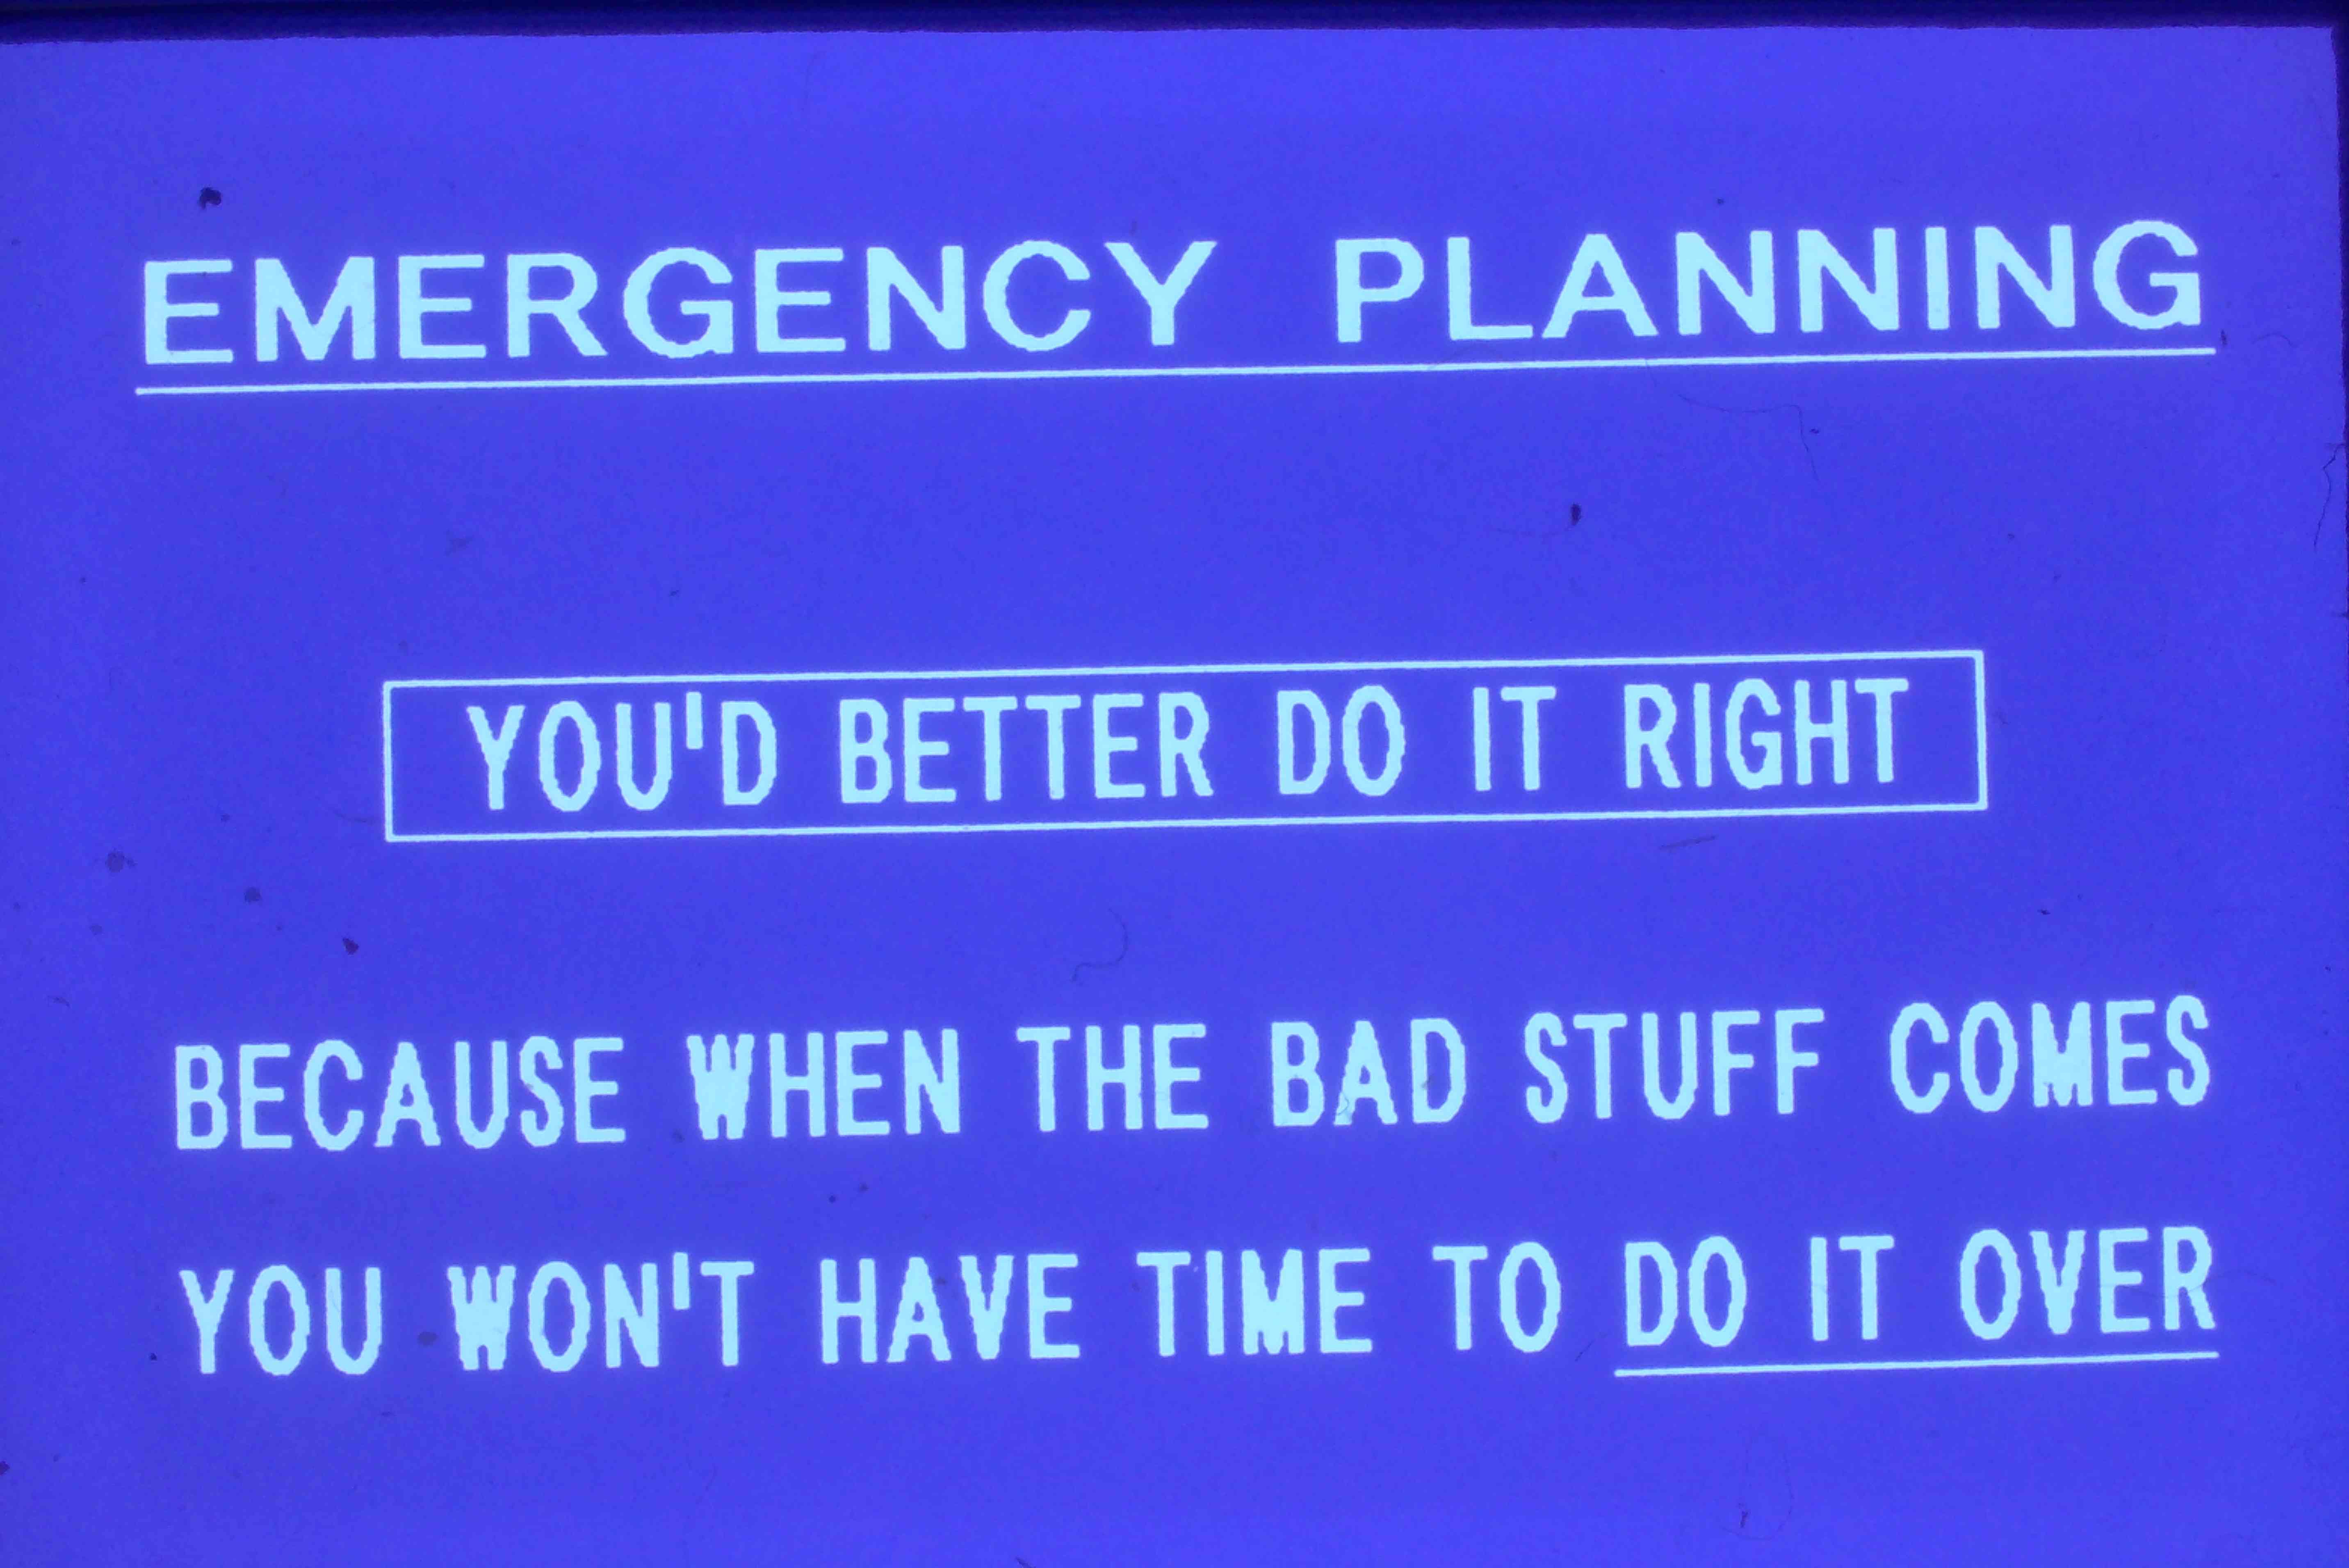 EMERGENCY PLANNING
YOU'D BETTER DO IT RIGHT
BECAUSE WHEN THE BAD STUFF COMES
YOU WON'T HAVE TIME TO DO IT OVER